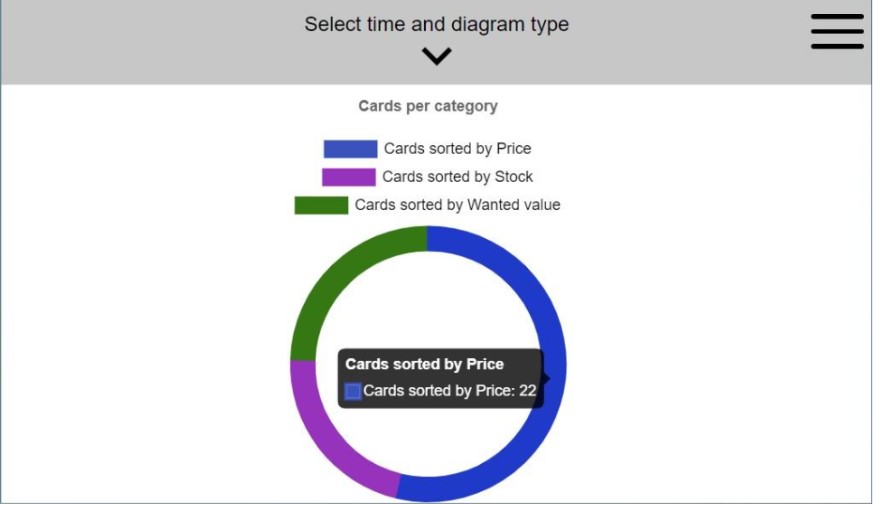 Select time and diagram type
Cards per category
Cards sorted by Price
Cards sorted by Stock
Cards sorted by Wanted value
Cards sorted by Price
Cards sorted by Price: 22